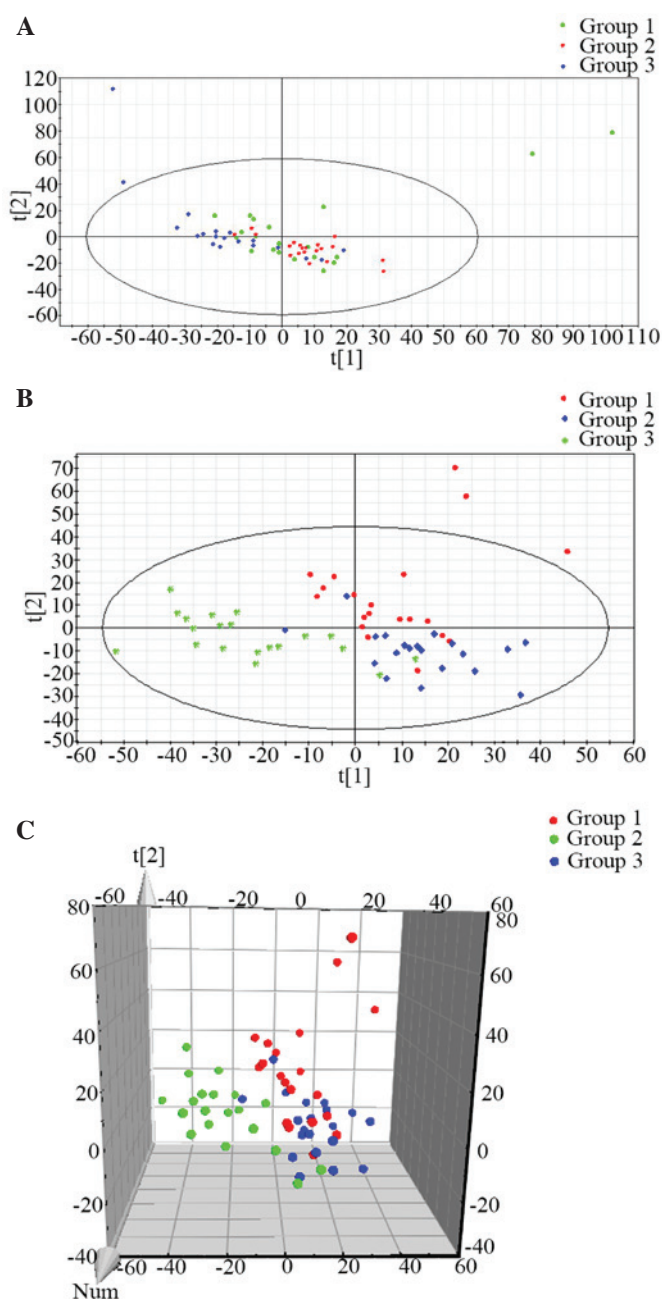 A
Group 1
Group 2
Group 3
120
100
80
60
40
20
0
-20
-40
-60
t[2]
-60 -50 -40 -30 -20 -10 0 10 20 30 40 50 60 70 80 90 100 110
t[1]
B
Group 1
Group 2
Group 3
70
60
50
40
30
20
10
0
-10
-20
-30
-40
-50
t[2]
-60 -50 -40 -30 -20 -10 0 10 20 30 40 50 60
t[1]
C
Group 1
Group 2
Group 3
t[2]
-60 -40 -20 0 20 40 60
80 80
60 60
40 40
20 20
0 0
-20 -20
-40 -40
-60 -40 -20 0 20 40 60
Num